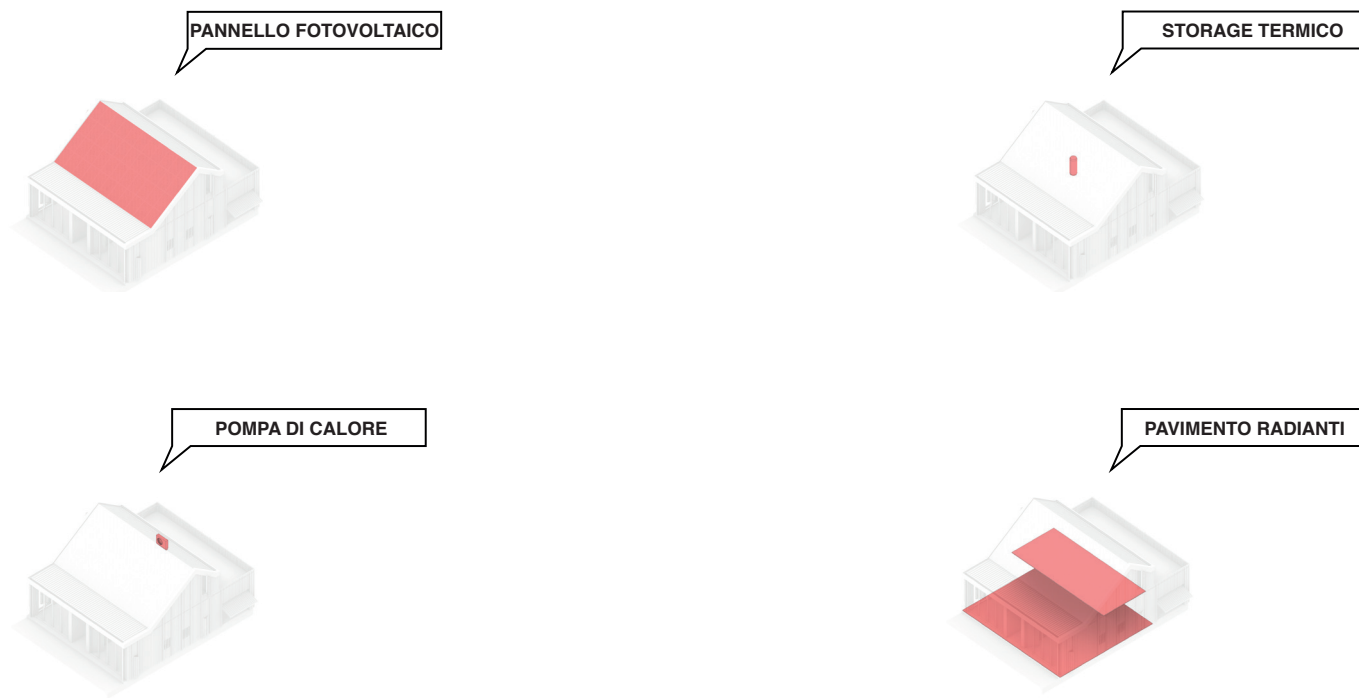 PANNELLO FOTOVOLTAICO
STORAGE TERMICO
POMPA DI CALORE
PAVIMENTO RADIANTI